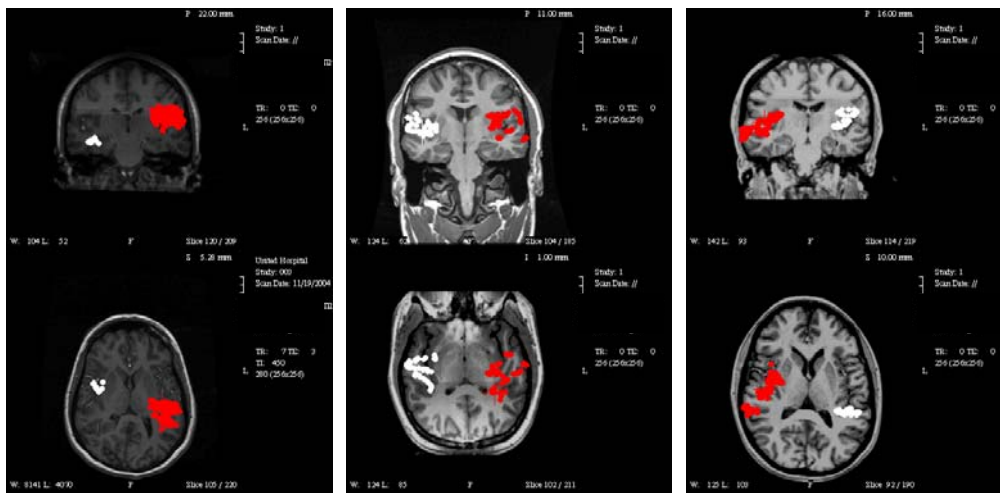 P 22.00 mm.
Study: 1
Scan Date: //
TR: 0 TE: 0
256 (256x256)
L
W: 104 L: 52
F
Slice 120 / 209
P 11.00 mm.
Study: 1
Scan Date: //
TR: 0 TE: 0
256 (256x256)
L
W: 124 L:
F
Slice 104 / 185
P 16.00 mm.
Study: 1
Scan Date: //
TR: 0 TE: 0
256 (256x256)
L
W: 142 L: 93
F
Slice 114 / 219
S 5.28 mm.
United Hospital
Study: 003
Scan Date: 11/19/2004
TR: 7 TE: 3
TI: 450
280 (256x256)
L
W: 8141 L: 4070
F
Slice 105 / 220
I 1.00 mm.
Study: 1
Scan Date: //
TR: 0 TE: 0
256 (256x256)
L
W: 124 L: 85
F
Slice 102 / 211
S 10.00 mm.
Study: 1
Scan Date: //
TR: 0 TE: 0
256 (256x256)
L
W: 125 L: 103
F
Slice 92 / 190